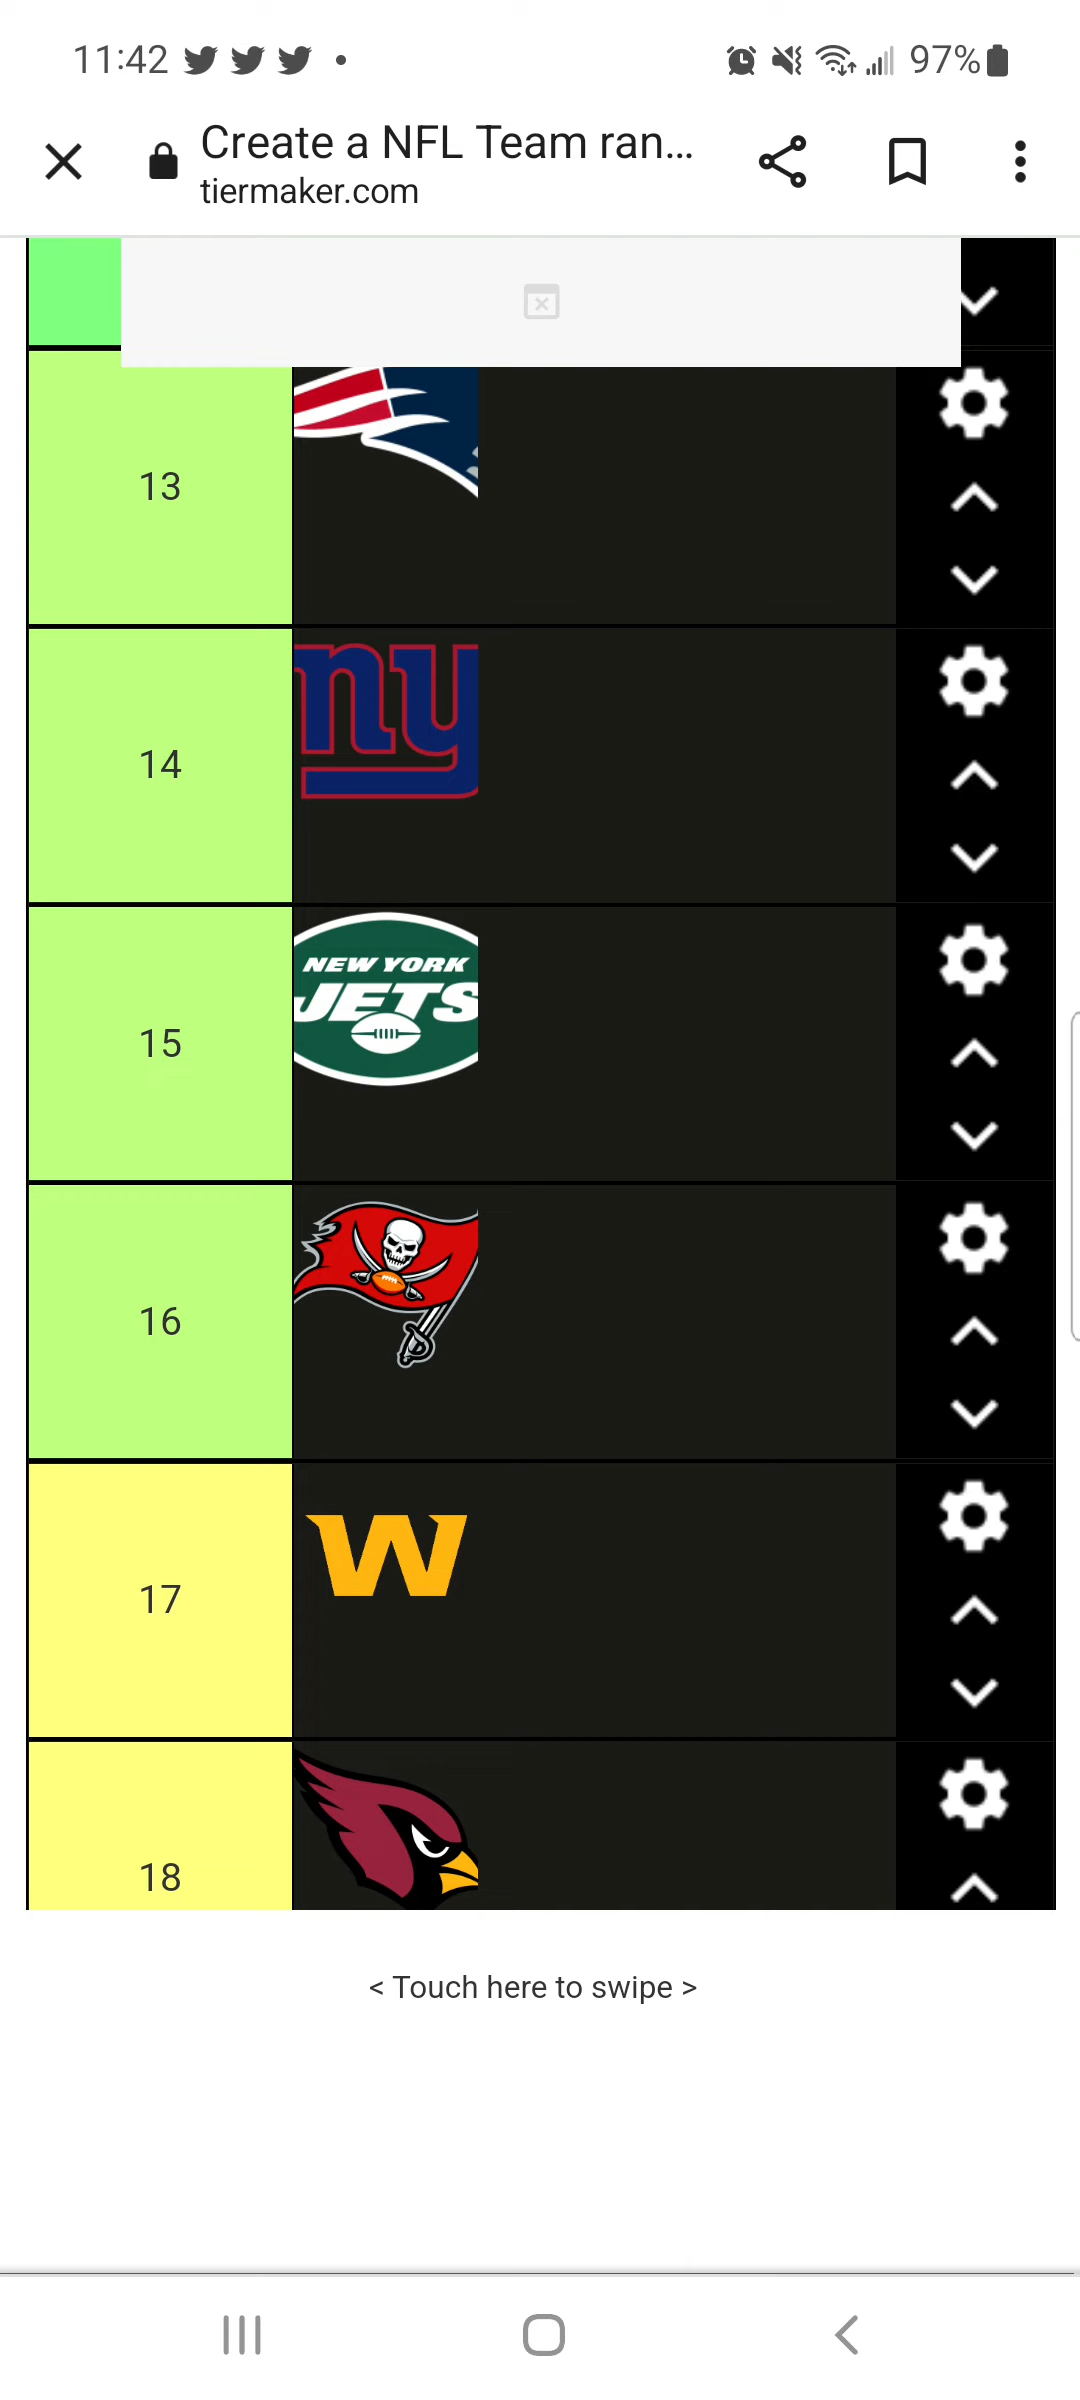 11:42
97%
Create a NFL Team ran...
tiermaker.com
13
14
ny
15
NEW YORK
JETS
16
17
W
18
< Touch here to swipe >